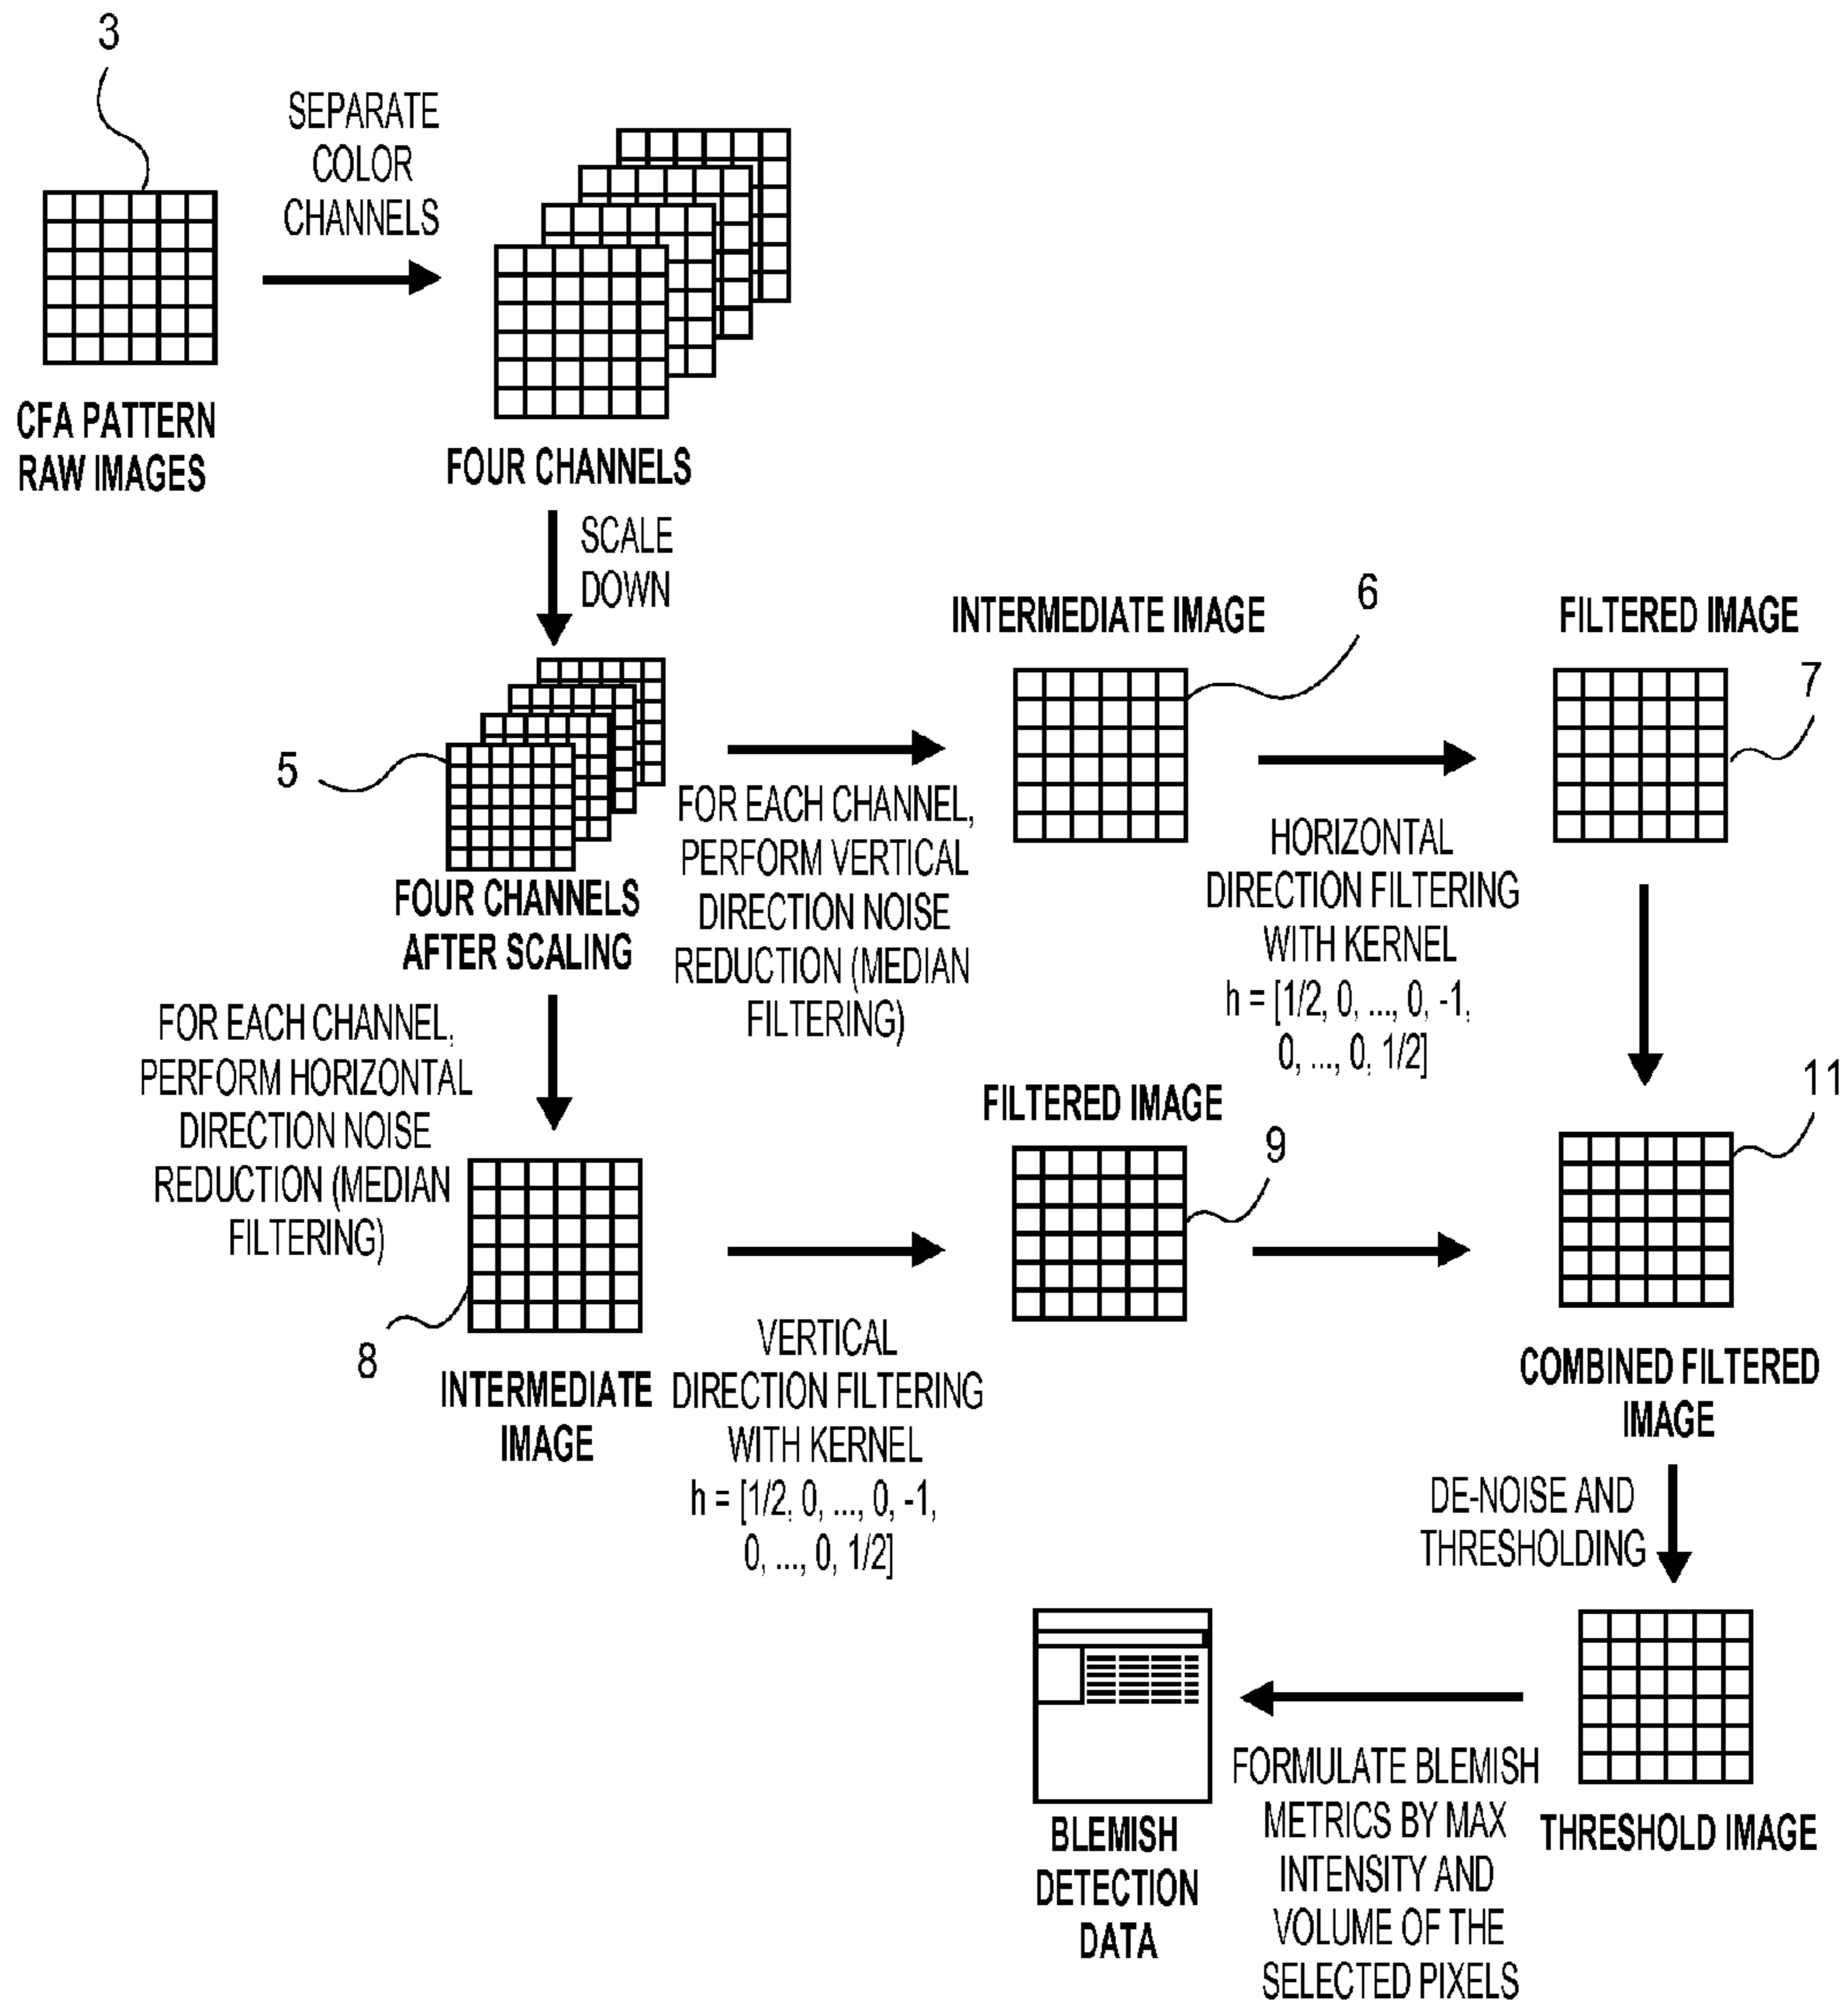 3
SEPARATE
COLOR
CHANNELS
CFA PATTERN
RAW IMAGES
FOUR CHANNELS
SCALE
DOWN
INTERMEDIATE IMAGE
6
FILTERED IMAGE
7
5
FOUR CHANNELS
AFTER SCALING
FOR EACH CHANNEL,
PERFORM VERTICAL
DIRECTION NOISE
REDUCTION (MEDIAN
FILTERING)
HORIZONTAL
DIRECTION FILTERING
WITH KERNEL
h = [1/2, 0, ..., 0, -1,
0, ..., 0, 1/2]
FOR EACH CHANNEL,
PERFORM HORIZONTAL
DIRECTION NOISE
REDUCTION (MEDIAN
FILTERING)
8
INTERMEDIATE
IMAGE
VERTICAL
DIRECTION FILTERING
WITH KERNEL
h = [1/2, 0, ..., 0, -1,
0, ..., 0, 1/2]
FILTERED IMAGE
9
11
COMBINED FILTERED
IMAGE
DE-NOISE AND
THRESHOLDING
THRESHOLD IMAGE
FORMULATE BLEMISH
METRICS BY MAX
INTENSITY AND
VOLUME OF THE
SELECTED PIXELS
BLEMISH
DETECTION
DATA